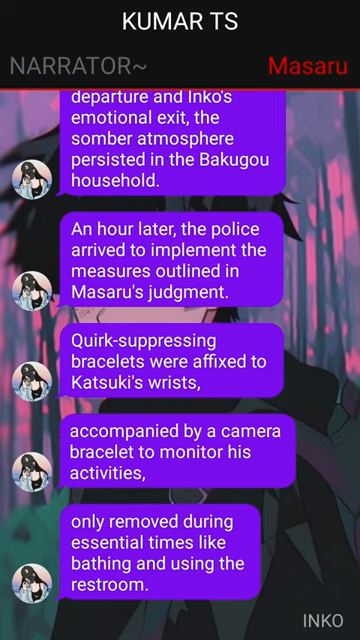 KUMAR TS
NARRATOR~
Masaru
departure and Inko's
emotional exit, the
somber atmosphere
persisted in the Bakugou
household.
An hour later, the police
arrived to implement the
measures outlined in
Masaru's judgment.
Quirk-suppressing
bracelets were affixed to
Katsuki's wrists,
accompanied by a camera
bracelet to monitor his
activities,
only removed during
essential times like
bathing and using the
restroom.
INKO